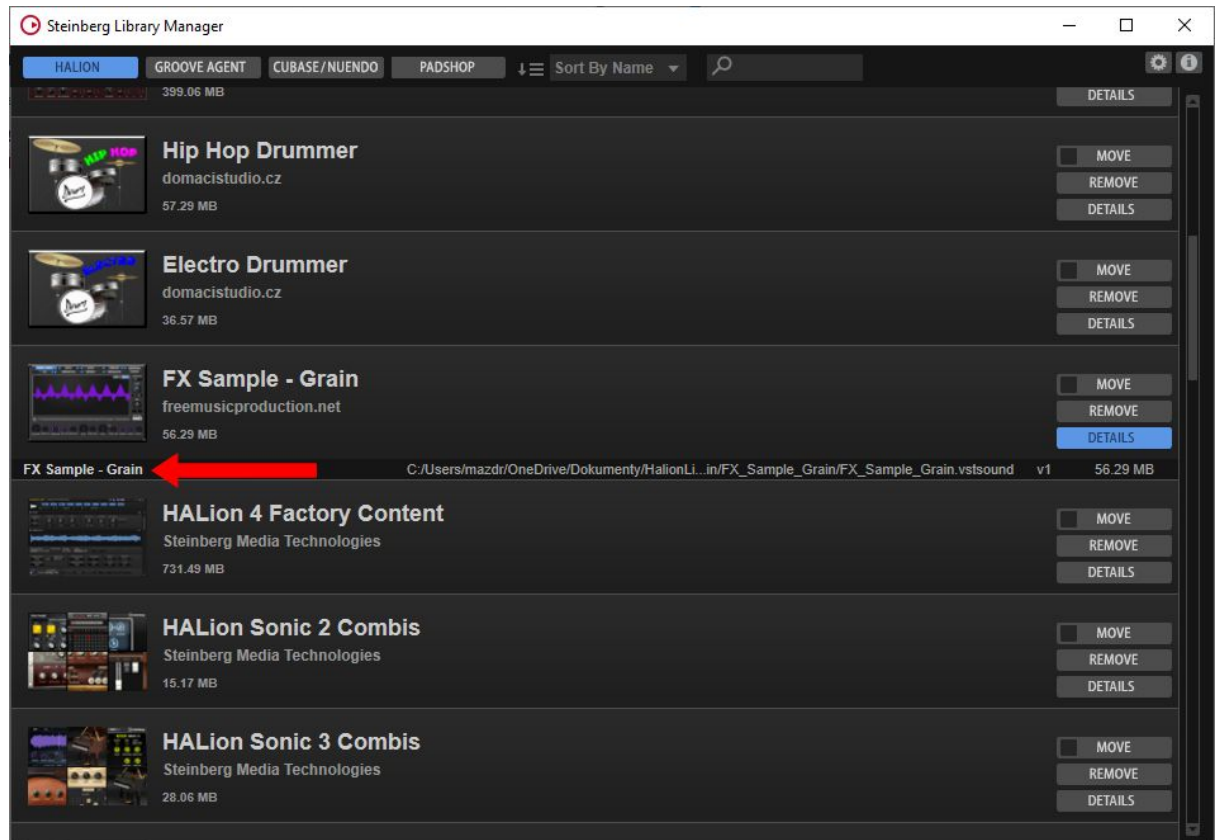 Steinberg Library Manager
HALION GROOVE AGENT CUBASE/NUENDO PADSHOP Sort By Name
399.06 MB
DETAILS
Hip Hop Drummer
domacistudio.cz
57.29 MB
MOVE
REMOVE
DETAILS
HIP HOP
Electro Drummer
domacistudio.cz
36.57 MB
MOVE
REMOVE
DETAILS
ELECTRO
FX Sample - Grain
freemusicproduction.net
56.29 MB
MOVE
REMOVE
DETAILS
FX Sample - Grain C:/Users/mazdr/OneDrive/Dokumenty/HalionLi...in/FX_Sample_Grain/FX_Sample_Grain.vstsound v1 56.29 MB
HALion 4 Factory Content
Steinberg Media Technologies
731.49 MB
MOVE
REMOVE
DETAILS
HALion Sonic 2 Combis
Steinberg Media Technologies
15.17 MB
MOVE
REMOVE
DETAILS
HALion Sonic 3 Combis
Steinberg Media Technologies
28.06 MB
MOVE
REMOVE
DETAILS